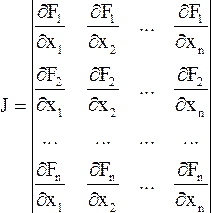 J = | ∂F₁/∂x₁ ∂F₁/∂x₂ ... ∂F₁/∂xₙ |
| ∂F₂/∂x₁ ∂F₂/∂x₂ ... ∂F₂/∂xₙ |
| ... ... ... ... |
| ∂Fₙ/∂x₁ ∂Fₙ/∂x₂ ... ∂Fₙ/∂xₙ |